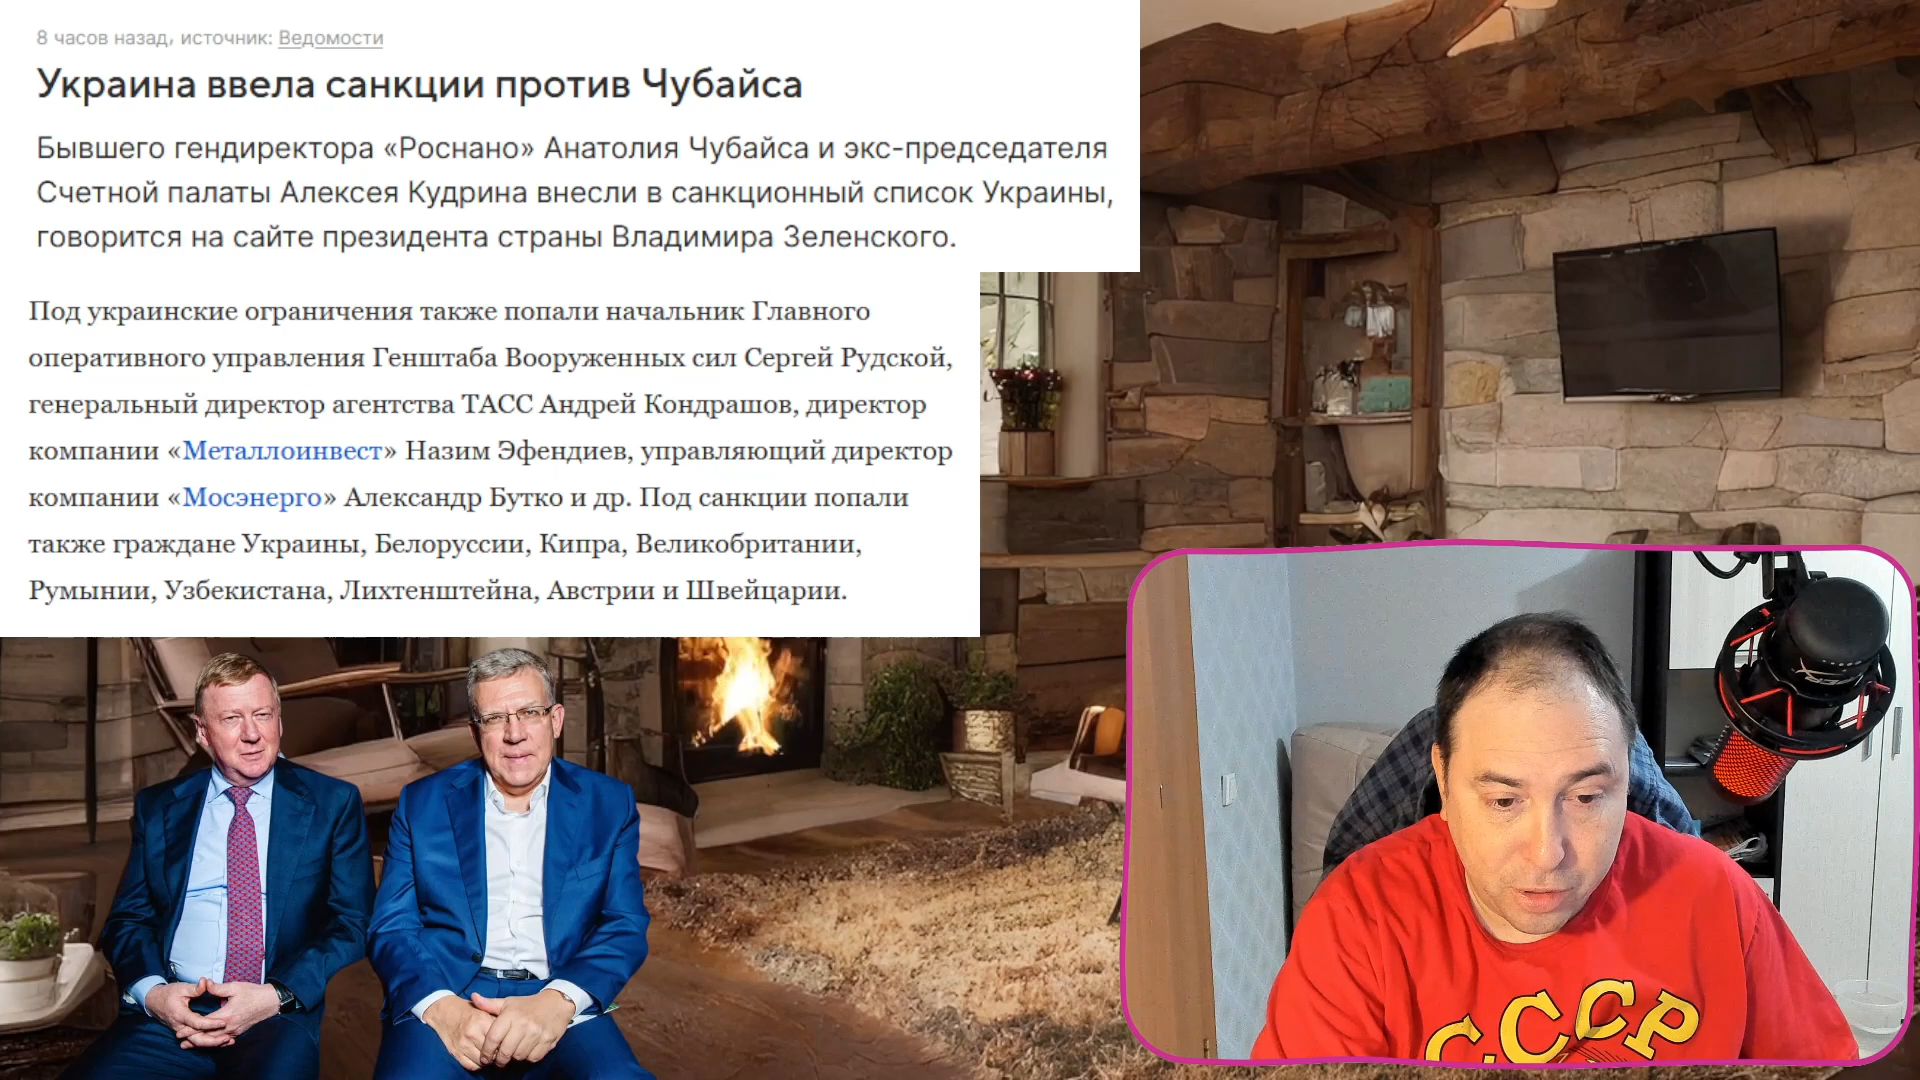 8 часов назад, источник: Ведомости
Украина ввела санкции против Чубайса
Бывшего гендиректора «Роснано» Анатолия Чубайса и экс-председателя
Счетной палаты Алексея Кудрина внесли в санкционный список Украины,
говорится на сайте президента страны Владимира Зеленского.
Под украинские ограничения также попали начальник Главного
оперативного управления Генштаба Вооруженных сил Сергей Рудской,
генеральный директор агентства ТАСС Андрей Кондрашов, директор
компании «Металлоинвест» Назим Эфендиев, управляющий директор
компании «Мосэнерго» Александр Бутко и др. Под санкции попали
также граждане Украины, Белоруссии, Кипра, Великобритании,
Румынии, Узбекистана, Лихтенштейна, Австрии и Швейцарии.
СССР